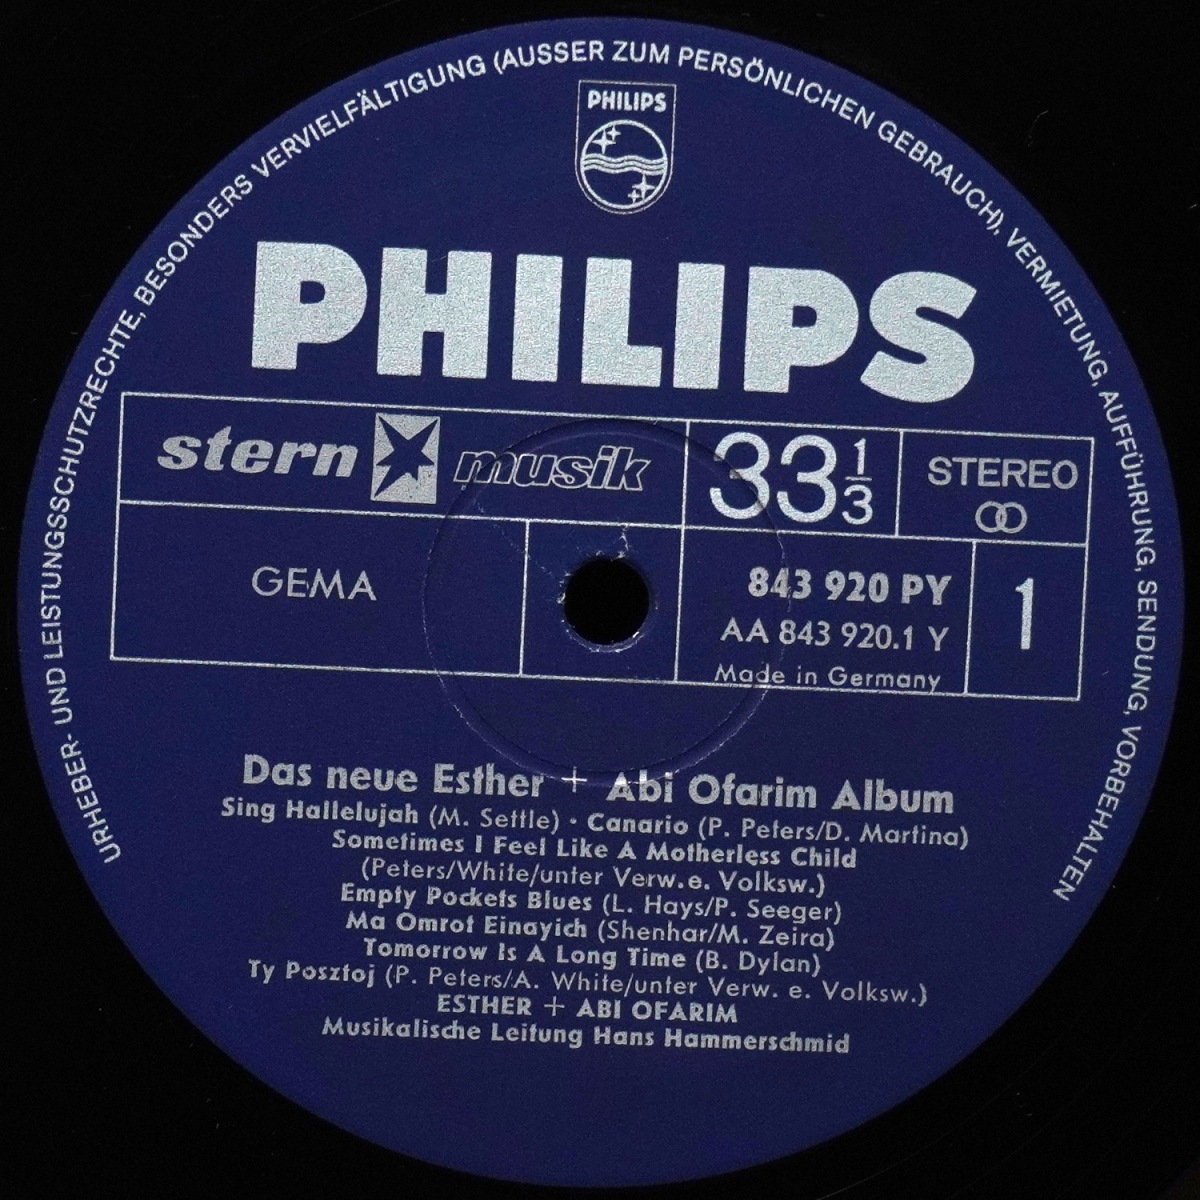 URHEBER- UND LEISTUNGSSCHUTZRECHTE, BESONDERS VERVIELFÄLTIGUNG (AUSSER ZUM PERSÖNLICHEN GEBRAUCH), VERMIETUNG, AUFFÜHRUNG, SENDUNG, VORBEHALTEN
PHILIPS
PHILIPS
stern musik
33 1/3
STEREO
GEMA
843 920 PY
AA 843 920.1 Y
Made in Germany
1
Das neue Esther + Abi Ofarim Album
Sing Hallelujah (M. Settle) · Canario (P. Peters/D. Martina)
Sometimes I Feel Like A Motherless Child
(Peters/White/unter Verw.e. Volksw.)
Empty Pockets Blues (L. Hays/P. Seeger)
Ma Omrot Einayich (Shenhar/M. Zeira)
Tomorrow Is A Long Time (B. Dylan)
Ty Posztoj (P. Peters/A. White/unter Verw. e. Volksw.)
ESTHER + ABI OFARIM
Musikalische Leitung Hans Hammerschmid